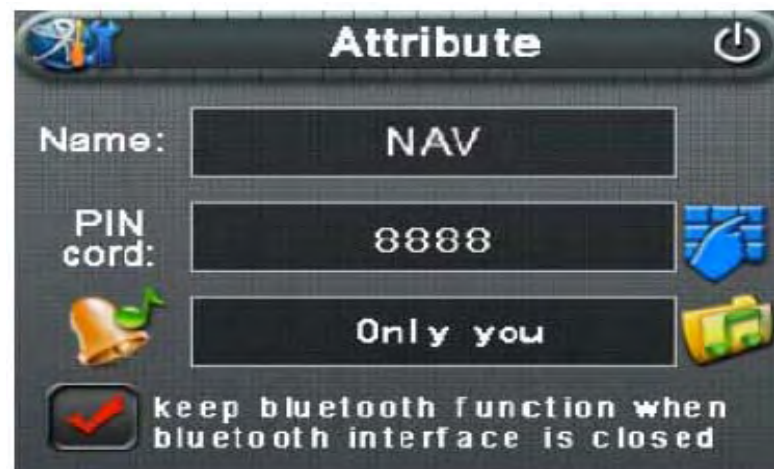 Attribute
Name: NAV
PIN
cord: 8888
Only you
keep bluetooth function when
bluetooth interface is closed